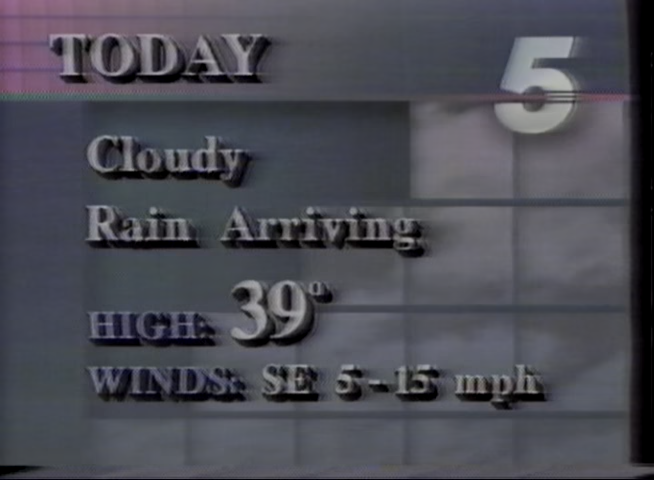 TODAY
5
Cloudy
Rain Arriving
HIGH: 39°
WINDS: SE 5-15 mph